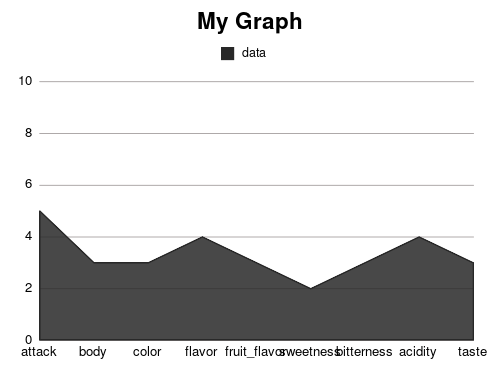 My Graph
data
10
8
6
4
2
0
attack body color flavor fruit_flavor sweetness bitterness acidity taste